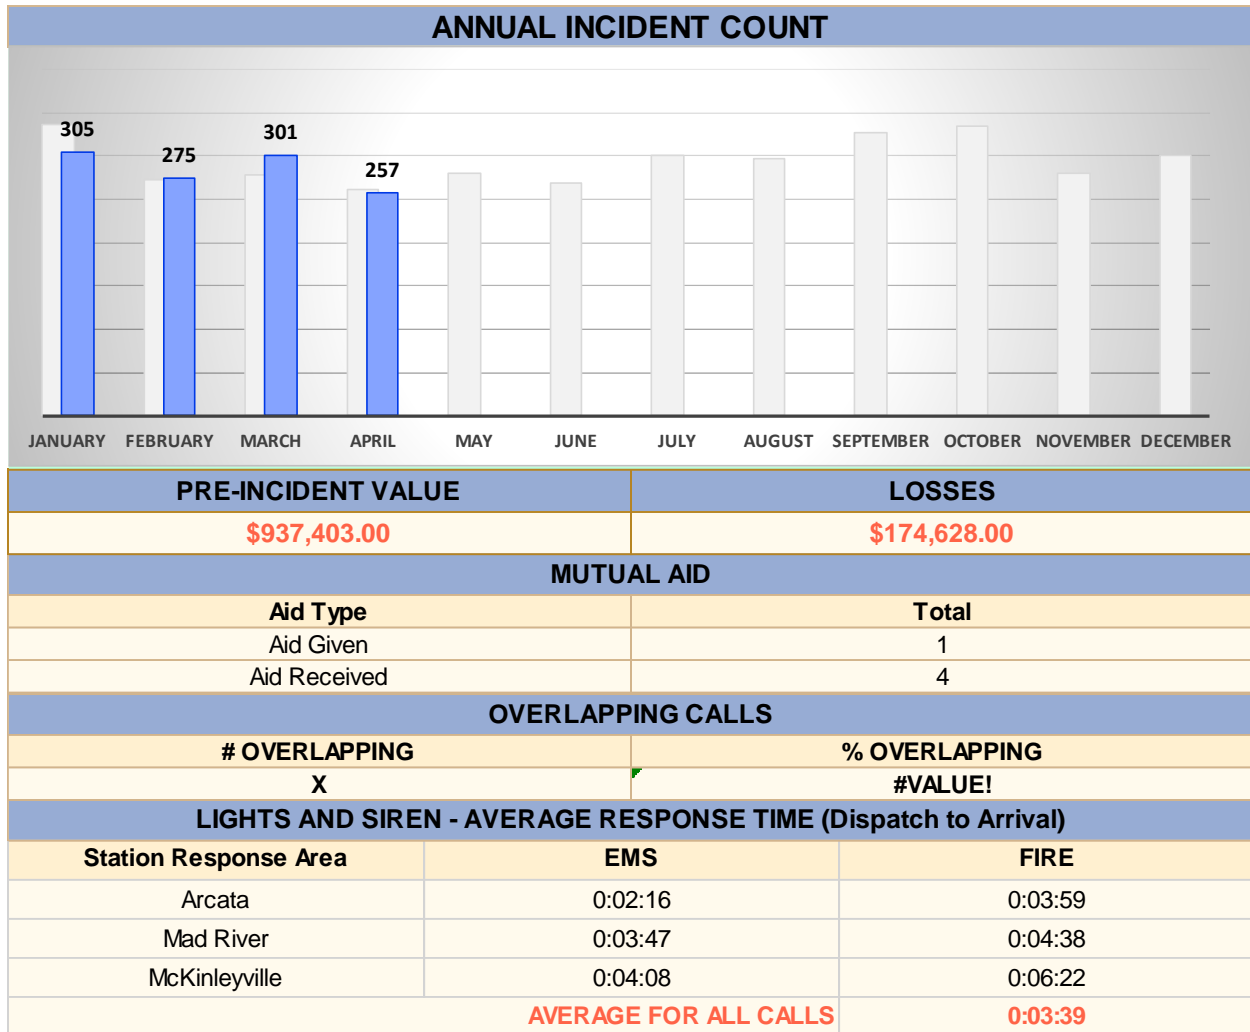 ANNUAL INCIDENT COUNT
305
275
301
257
JANUARY FEBRUARY MARCH APRIL MAY JUNE JULY AUGUST SEPTEMBER OCTOBER NOVEMBER DECEMBER
PRE-INCIDENT VALUE LOSSES
$937,403.00 $174,628.00
MUTUAL AID
Aid Type Total
Aid Given 1
Aid Received 4
OVERLAPPING CALLS
# OVERLAPPING % OVERLAPPING
X #VALUE!
LIGHTS AND SIREN - AVERAGE RESPONSE TIME (Dispatch to Arrival)
Station Response Area EMS FIRE
Arcata 0:02:16 0:03:59
Mad River 0:03:47 0:04:38
McKinleyville 0:04:08 0:06:22
AVERAGE FOR ALL CALLS 0:03:39